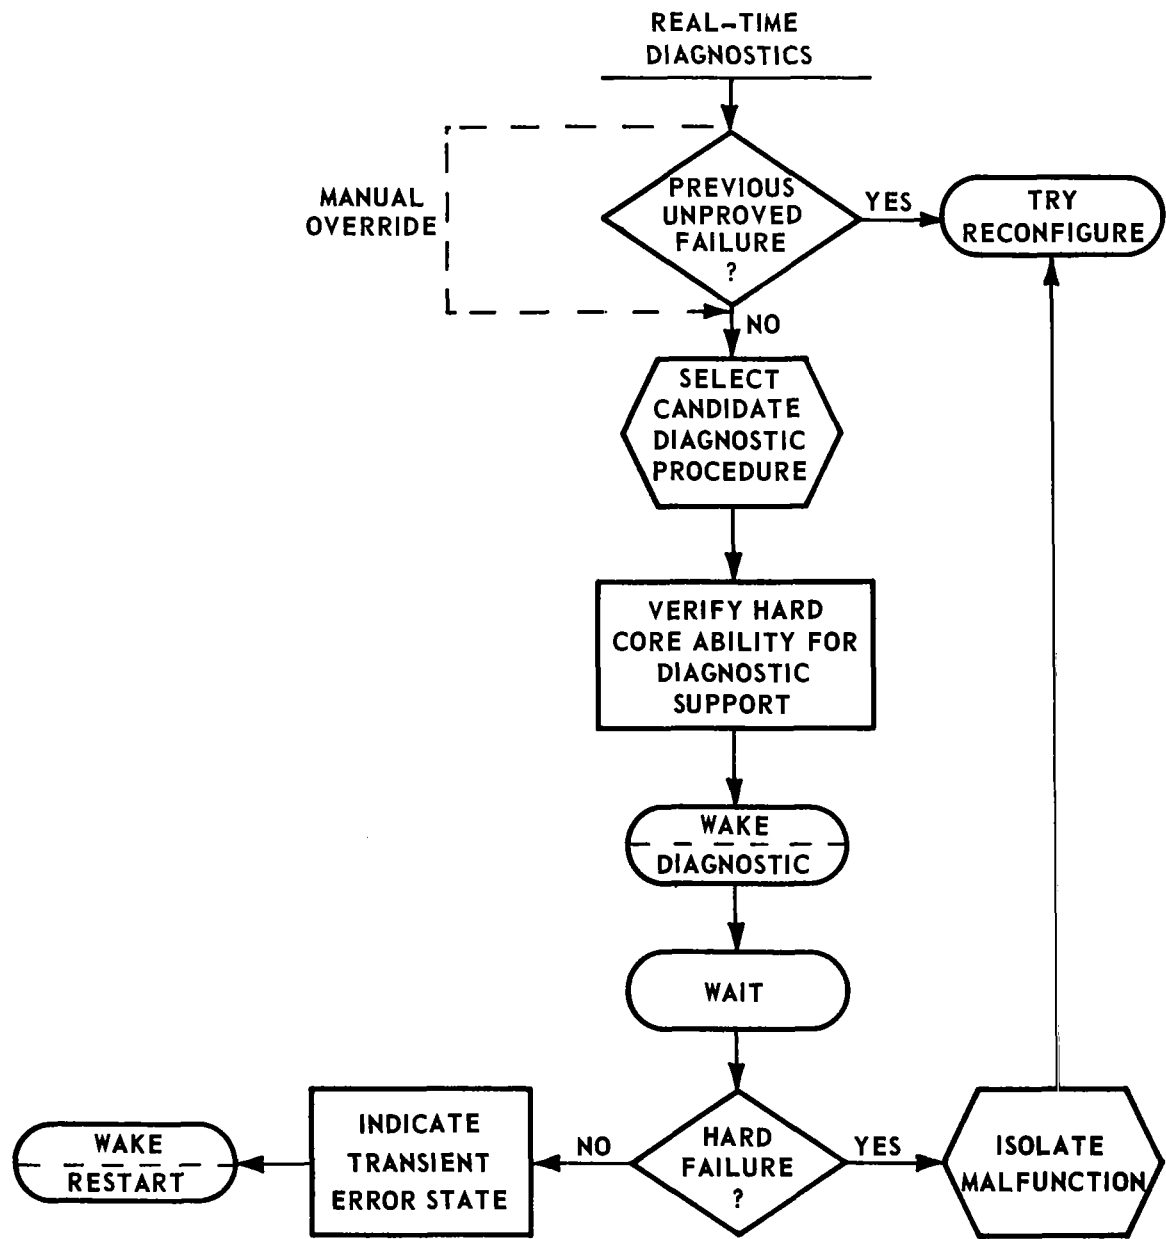 REAL-TIME
DIAGNOSTICS
MANUAL
OVERRIDE
PREVIOUS
UNPROVED
FAILURE
?
YES
TRY
RECONFIGURE
NO
SELECT
CANDIDATE
DIAGNOSTIC
PROCEDURE
VERIFY HARD
CORE ABILITY FOR
DIAGNOSTIC
SUPPORT
WAKE
DIAGNOSTIC
WAIT
HARD
FAILURE
?
YES
ISOLATE
MALFUNCTION
NO
INDICATE
TRANSIENT
ERROR STATE
WAKE
RESTART